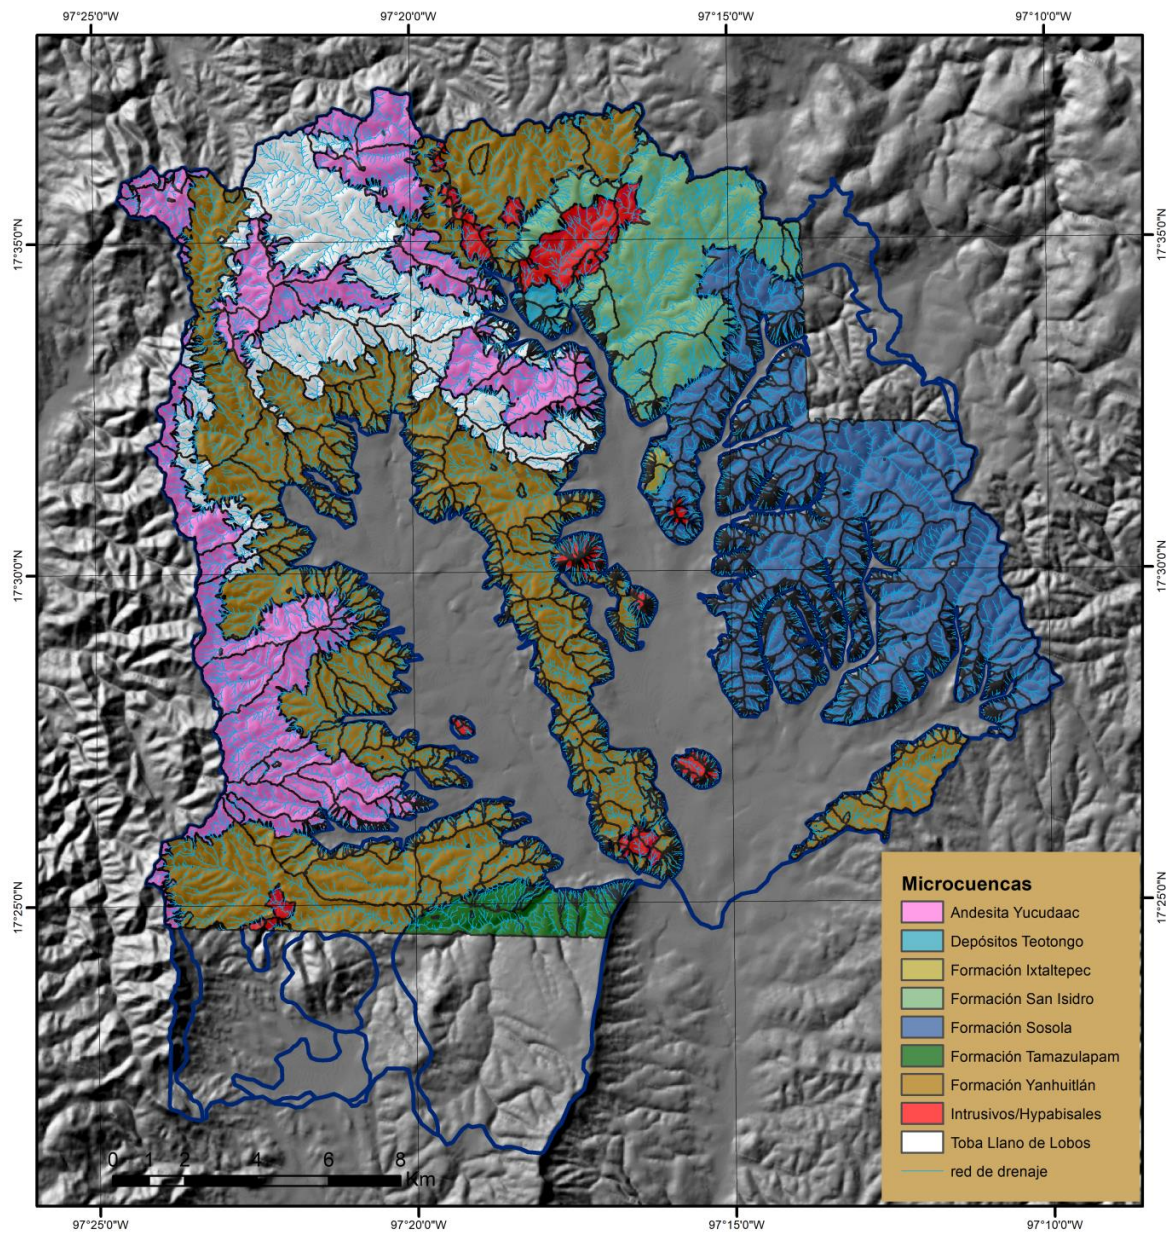 97°25'0"W 97°20'0"W 97°15'0"W 97°10'0"W
17°35'0"N 17°35'0"N
17°30'0"N 17°30'0"N
17°25'0"N 17°25'0"N
Microcuencas
Andesita Yucudaac
Depósitos Teotongo
Formación Ixtaltepec
Formación San Isidro
Formación Sosola
Formación Tamazulapam
Formación Yanhuitlán
Intrusivos/Hypabisales
Toba Llano de Lobos
red de drenaje
0 1 2 4 6 8
Km
97°25'0"W 97°20'0"W 97°15'0"W 97°10'0"W